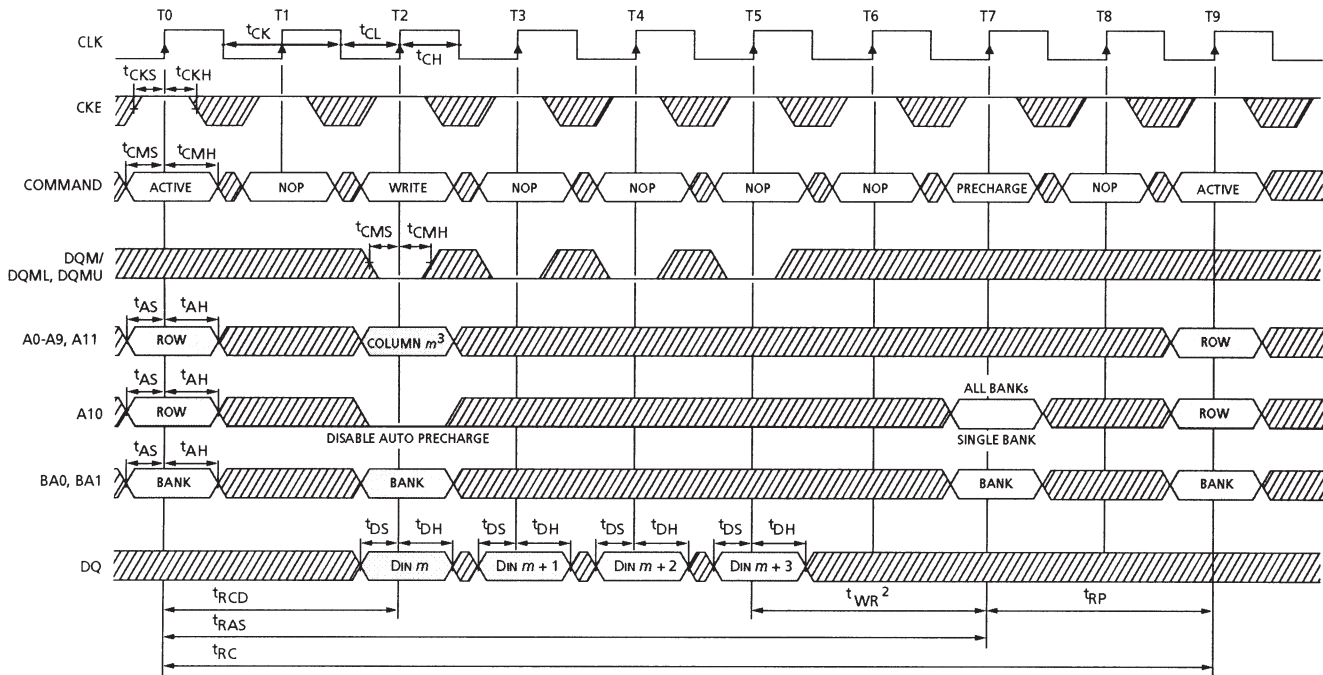 T0 T1 T2 T3 T4 T5 T6 T7 T8 T9
CLK tCK tCL tCH
tCKS tCKH
CKE
tCMS tCMH
COMMAND ACTIVE NOP WRITE NOP NOP NOP NOP PRECHARGE NOP ACTIVE
tCMS tCMH
DQM/
DQML, DQMU
tAS tAH
A0-A9, A11 ROW COLUMN m3 ROW
tAS tAH ALL BANKs
A10 ROW ROW
DISABLE AUTO PRECHARGE SINGLE BANK
tAS tAH
BA0, BA1 BANK BANK BANK BANK
tDS tDH tDS tDH tDS tDH tDS tDH
DQ DIN m DIN m + 1 DIN m + 2 DIN m + 3
tRCD tWR2 tRP
tRAS
tRC